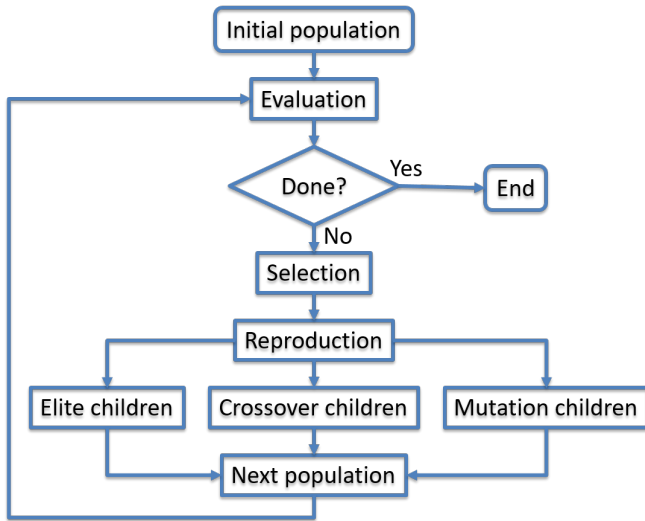 Initial population
Evaluation
Done?
Yes
End
No
Selection
Reproduction
Elite children
Crossover children
Mutation children
Next population